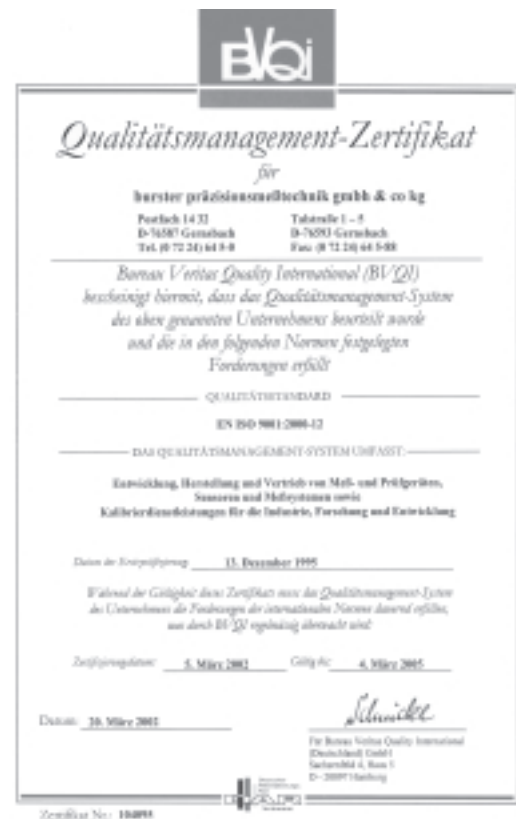 BVQi
Qualitätsmanagement-Zertifikat
für
burster präzisionsmeßtechnik gmbh & co kg
Postfach 14 32 Talstraße 1 – 5
D-76587 Gernsbach D-76593 Gernsbach
Tel. (0 72 24) 64 5-0 Fax: (0 72 24) 64 5-88
Bureau Veritas Quality International (BVQI)
bescheinigt hiermit, dass das Qualitätsmanagement-System
des oben genannten Unternehmens beurteilt wurde
und die in den folgenden Normen festgelegten
Forderungen erfüllt
QUALITÄTSSTANDARD
EN ISO 9001:2000-12
DAS QUALITÄTSMANAGEMENT-SYSTEM UMFASST:
Entwicklung, Herstellung und Vertrieb von Meß- und Prüfgeräten,
Sensoren und Meßsystemen sowie
Kalibrierdienstleistungen für die Industrie, Forschung und Entwicklung
Datum der Erstzertifizierung: 13. Dezember 1995
Während der Gültigkeit dieses Zertifikats muss das Qualitätsmanagement-System
des Unternehmens die Forderungen der internationalen Normen dauernd erfüllen,
was durch BVQI regelmässig überwacht wird:
Zertifizierungsdatum: 5. März 2002 Gültig bis: 4. März 2005
Datum: 20. März 2002
Für Bureau Veritas Quality International
(Deutschland) GmbH
Sachsenfeld 4, Haus 5
D - 20097 Hamburg
Zertifikat No.: 104095